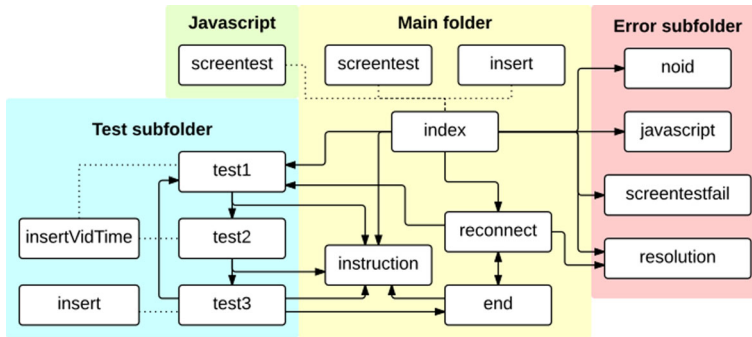 Javascript
Main folder
Error subfolder
screentest
screentest
insert
noid
Test subfolder
index
javascript
test1
screentestfail
insertVidTime
test2
reconnect
resolution
instruction
insert
test3
end